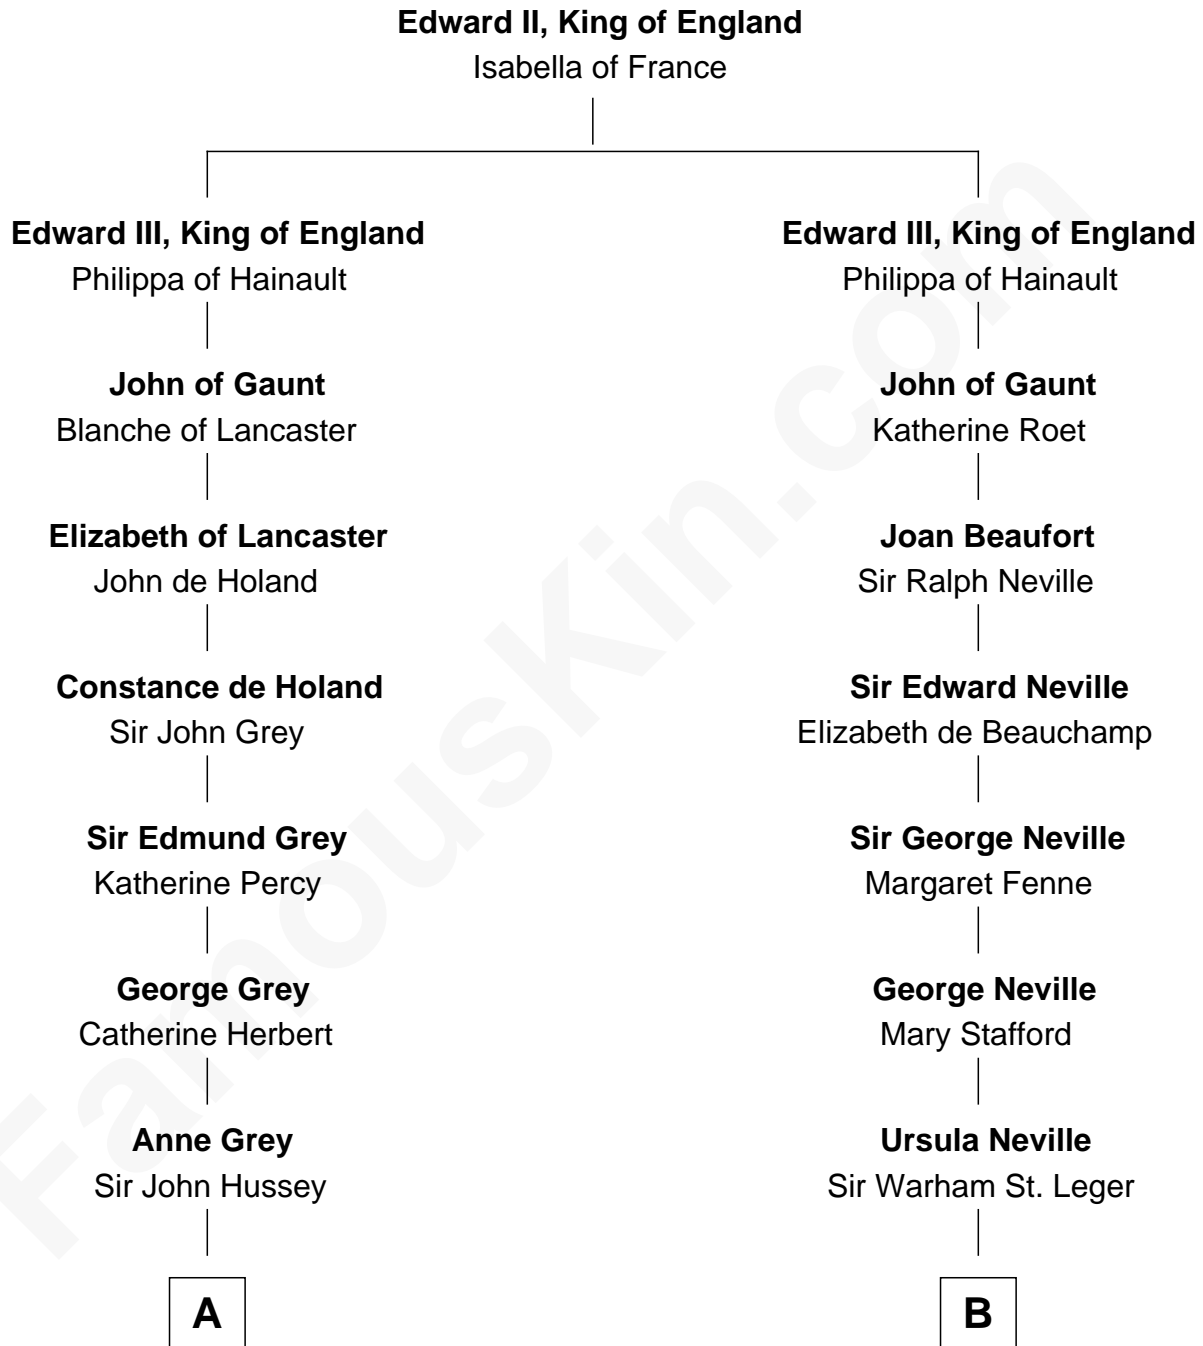 Edward II, King of England
Isabella of France
Edward III, King of England
Philippa of Hainault
John of Gaunt
Blanche of Lancaster
Elizabeth of Lancaster
John de Holand
Constance de Holand
Sir John Grey
Sir Edmund Grey
Katherine Percy
George Grey
Catherine Herbert
Anne Grey
Sir John Hussey
A
Edward III, King of England
Philippa of Hainault
John of Gaunt
Katherine Roet
Joan Beaufort
Sir Ralph Neville
Sir Edward Neville
Elizabeth de Beauchamp
Sir George Neville
Margaret Fenne
George Neville
Mary Stafford
Ursula Neville
Sir Warham St. Leger
B
FamousKin.com